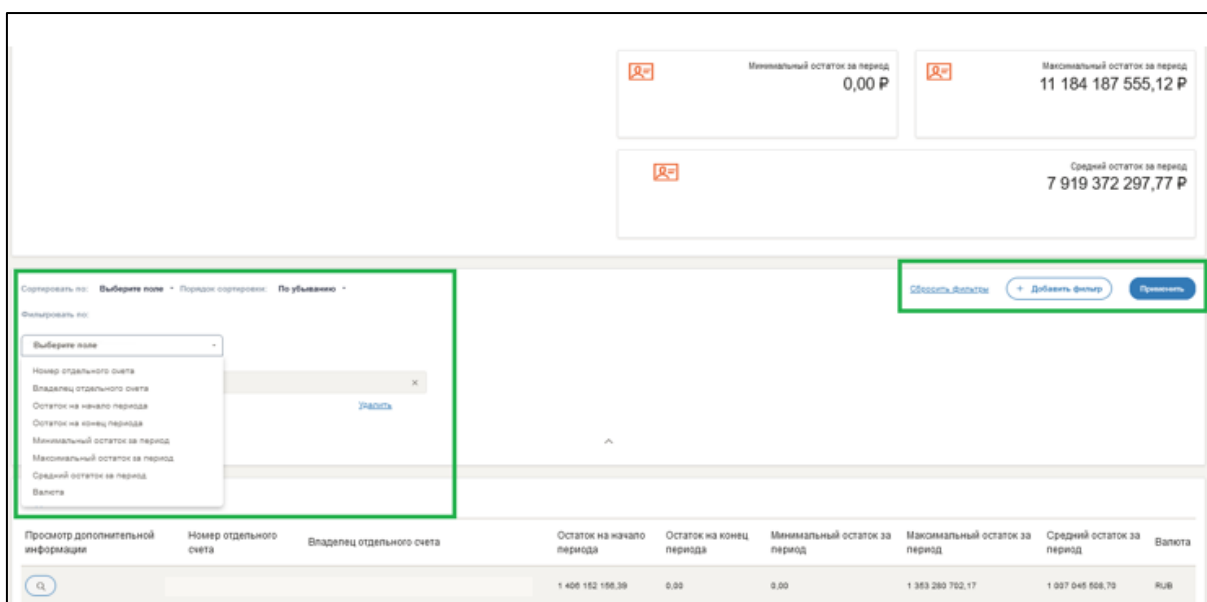 Минимальный остаток за период
0,00 ₽
Максимальный остаток за период
11 184 187 555,12 ₽
Средний остаток за период
7 919 372 297,77 ₽
Сортировать по: Выберите поле Порядок сортировки: По убыванию
Сбросить фильтры + Добавить фильтр Применить
Фильтровать по:
Выберите поле
Номер отдельного счета
Владелец отдельного счета
Остаток на начало периода
Удалить
Остаток на конец периода
Минимальный остаток за период
Максимальный остаток за период
Средний остаток за период
Валюта
Просмотр дополнительной информации
Номер отдельного счета
Владелец отдельного счета
Остаток на начало периода
Остаток на конец периода
Минимальный остаток за период
Максимальный остаток за период
Средний остаток за период
Валюта
1 406 152 156,39 0,00 0,00 1 353 280 702,17 1 007 045 508,70 RUB